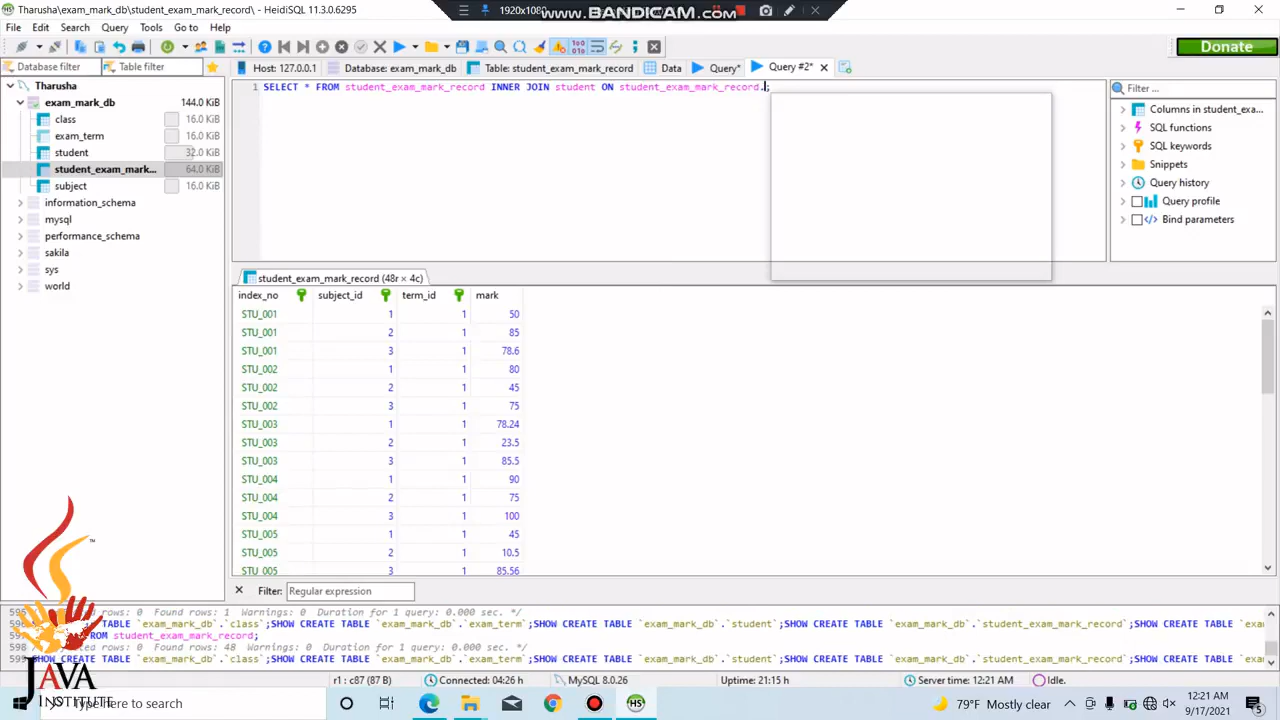 Tharusha\exam_mark_db\student_exam_mark_record\ - HeidiSQL 11.3.0.6295
1920x1080
www.BANDICAM.com
File Edit Search Query Tools Go to Help
Donate
Database filter
Table filter
Host: 127.0.0.1
Database: exam_mark_db
Table: student_exam_mark_record
Data
Query*
Query #2*
Tharusha
exam_mark_db 144.0 KiB
class 16.0 KiB
exam_term 16.0 KiB
student 32.0 KiB
student_exam_mark... 64.0 KiB
subject 16.0 KiB
information_schema
mysql
performance_schema
sakila
sys
world
1 SELECT * FROM student_exam_mark_record INNER JOIN student ON student_exam_mark_record.;
Filter ...
Columns in student_exa...
SQL functions
SQL keywords
Snippets
Query history
Query profile
Bind parameters
student_exam_mark_record (48r × 4c)
index_no subject_id term_id mark
STU_001 1 1 50
STU_001 2 1 85
STU_001 3 1 78.6
STU_002 1 1 80
STU_002 2 1 45
STU_002 3 1 75
STU_003 1 1 78.24
STU_003 2 1 23.5
STU_003 3 1 85.5
STU_004 1 1 90
STU_004 2 1 75
STU_004 3 1 100
STU_005 1 1 45
STU_005 2 1 10.5
STU_005 3 1 85.56
Filter: Regular expression
rows: 0 Found rows: 1 Warnings: 0 Duration for 1 query: 0.000 sec. */
TABLE `exam_mark_db`.`class`;SHOW CREATE TABLE `exam_mark_db`.`exam_term`;SHOW CREATE TABLE `exam_mark_db`.`student`;SHOW CREATE TABLE `exam_mark_db`.`student_exam_mark_record`;SHOW CREATE TABLE `exam
FROM student_exam_mark_record;
598 rows: 0 Found rows: 48 Warnings: 0 Duration for 1 query: 0.000 sec. */
CREATE TABLE `exam_mark_db`.`class`;SHOW CREATE TABLE `exam_mark_db`.`exam_term`;SHOW CREATE TABLE `exam_mark_db`.`student`;SHOW CREATE TABLE `exam_mark_db`.`student_exam_mark_record`;SHOW CREATE TABLE `exam
r1 : c87 (87 B)
Connected: 04:26 h
MySQL 8.0.26
Uptime: 21:15 h
Server time: 12:21 AM
Idle.
JAVA
INSTITUTE
™
Type here to search
79°F Mostly clear
12:21 AM
9/17/2021
5